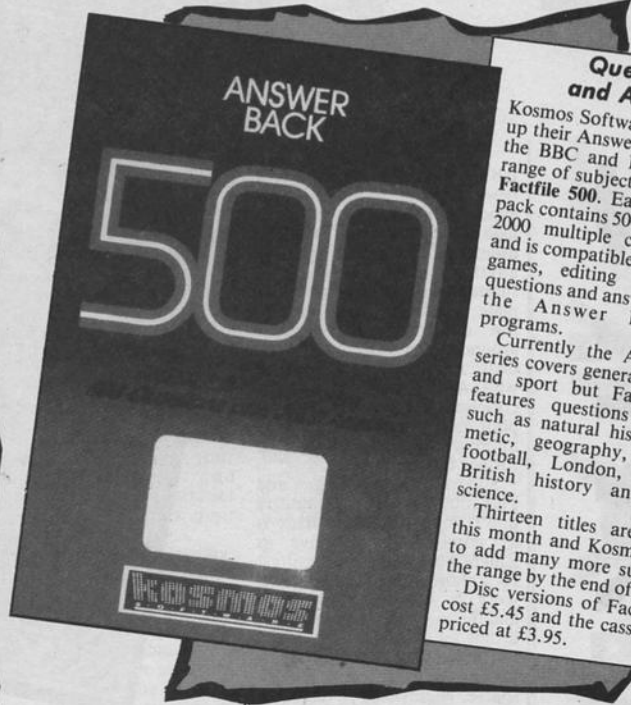 ANSWER
BACK
500
Que
and A
Kosmos Softwa
up their Answe
the BBC and
range of subject
Factfile 500. Ea
pack contains 50
2000 multiple c
and is compatible
games, editing
questions and ans
the Answer
programs.
Currently the A
series covers genera
and sport but Fa
features questions
such as natural his
metic, geography,
football, London,
British history an
science.
Thirteen titles are
this month and Kosm
to add many more su
the range by the end of
Disc versions of Fac
cost £5.45 and the cass
priced at £3.95.